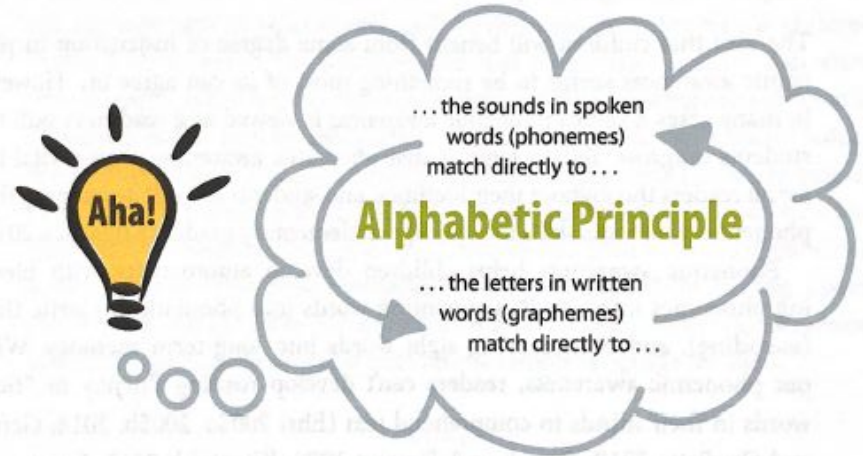 ... the sounds in spoken
words (phonemes)
match directly to ...
Aha!
Alphabetic Principle
... the letters in written
words (graphemes)
match directly to ...